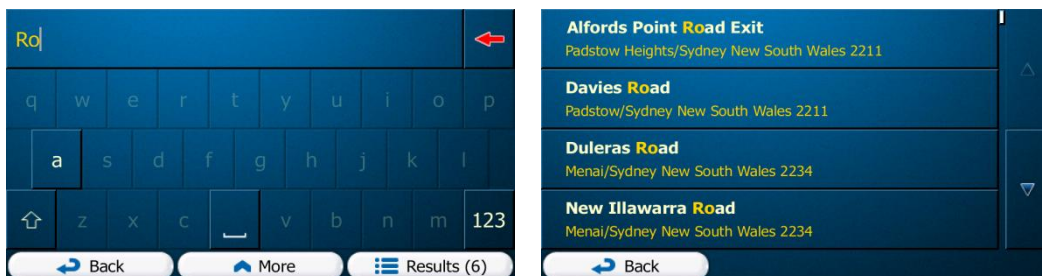 Ro
q w e r t y u i o p
a s d f g h j k l
z x c v b n m 123
Back More Results (6)
Alfords Point Road Exit
Padstow Heights/Sydney New South Wales 2211
Davies Road
Padstow/Sydney New South Wales 2211
Duleras Road
Menai/Sydney New South Wales 2234
New Illawarra Road
Menai/Sydney New South Wales 2234
Back